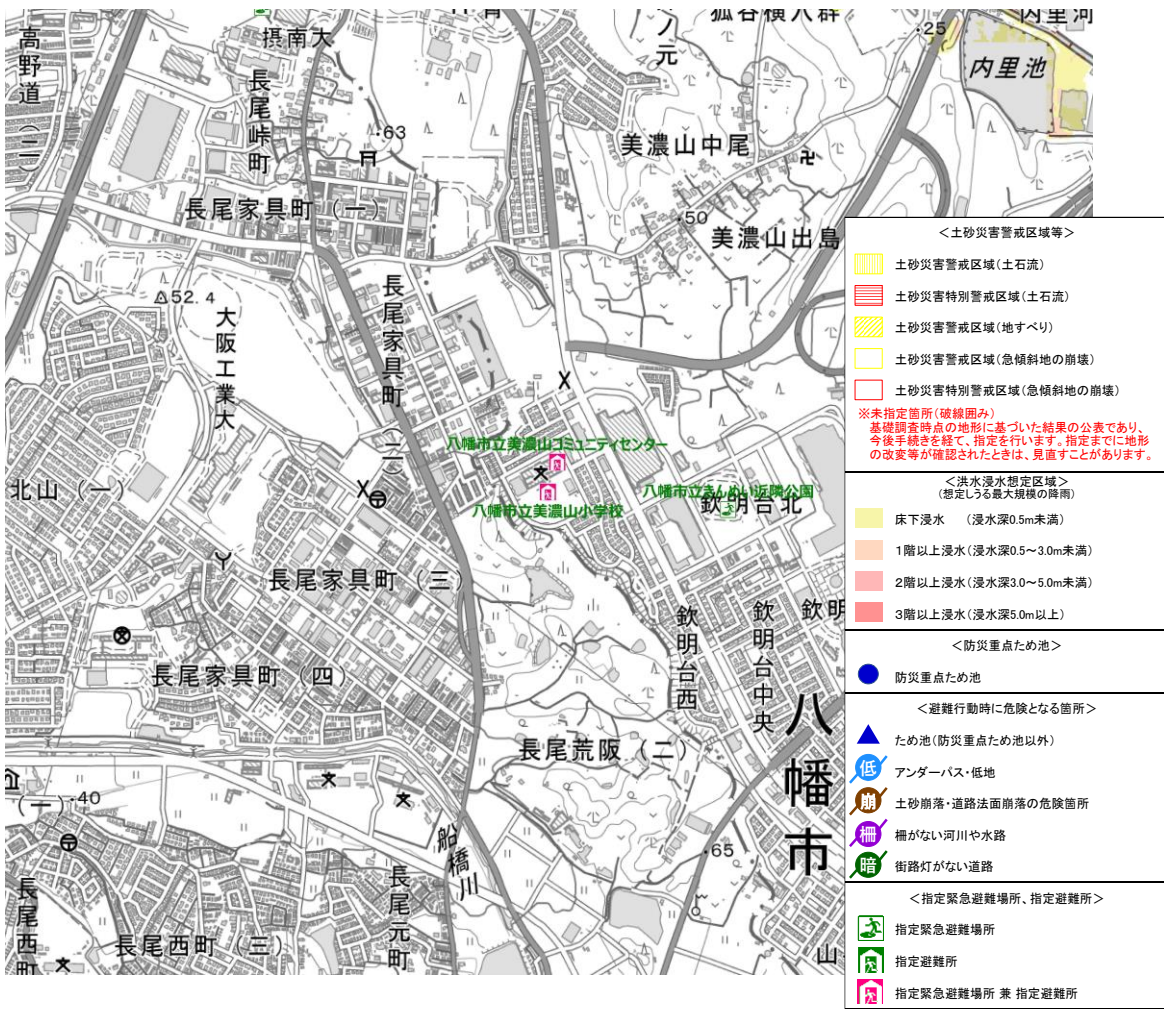 高野道(二)
摂南大
長尾峠町
・63
狐谷横穴群
ノ元
・25
内里河
内里池
美濃山中尾
・50
美濃山出島
長尾家具町(一)
52.4
大阪工業大
長尾家具町(二)
八幡市立美濃山コミュニティセンター
八幡市立美濃山小学校
八幡市立きんめい近隣公園
欽明台北
北山(一)
長尾家具町(三)
欽明台西
欽明台中央
欽明
長尾家具町(四)
長尾荒阪(二)
八幡市
(一)
・40
船橋川
・65
長尾西町
長尾西町(三)
長尾元町
山
<土砂災害警戒区域等>
土砂災害警戒区域(土石流)
土砂災害特別警戒区域(土石流)
土砂災害警戒区域(地すべり)
土砂災害警戒区域(急傾斜地の崩壊)
土砂災害特別警戒区域(急傾斜地の崩壊)
※未指定箇所(破線囲み)
基礎調査時点の地形に基づいた結果の公表であり、
今後手続きを経て、指定を行います。指定までに地形
の改変等が確認されたときは、見直すことがあります。
<洪水浸水想定区域>
(想定しうる最大規模の降雨)
床下浸水 (浸水深0.5m未満)
1階以上浸水(浸水深0.5~3.0m未満)
2階以上浸水(浸水深3.0~5.0m未満)
3階以上浸水(浸水深5.0m以上)
<防災重点ため池>
防災重点ため池
<避難行動時に危険となる箇所>
ため池(防災重点ため池以外)
低 アンダーパス・低地
崩 土砂崩落・道路法面崩落の危険箇所
柵 柵がない河川や水路
暗 街路灯がない道路
<指定緊急避難場所、指定避難所>
指定緊急避難場所
指定避難所
指定緊急避難場所 兼 指定避難所